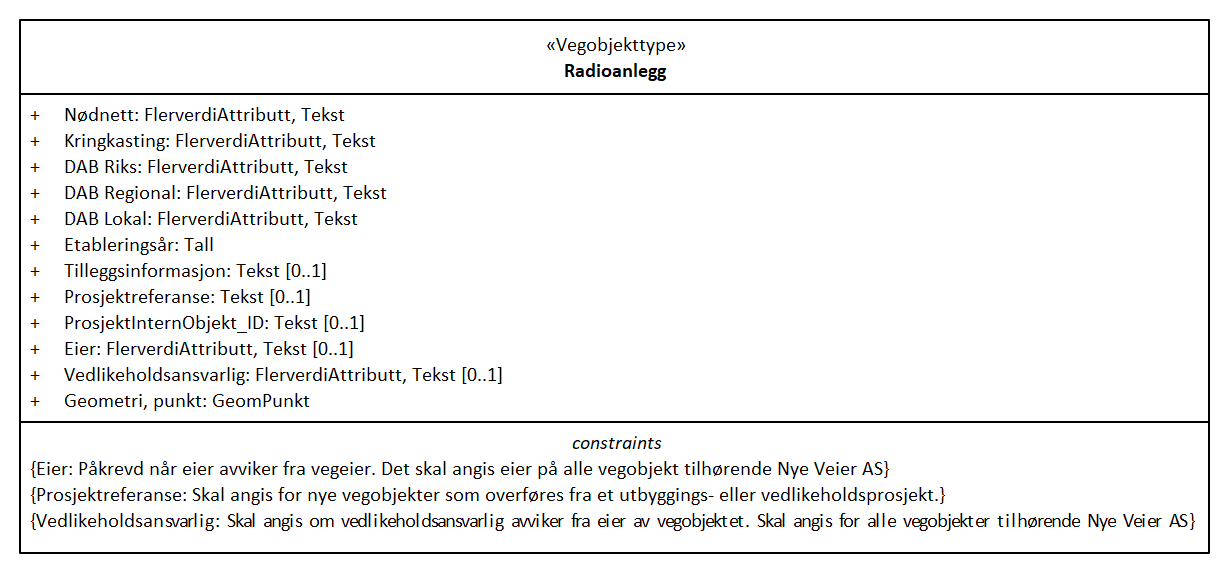 «Vegobjekttype»
Radioanlegg
+ Nødnett: FlerverdiAttributt, Tekst
+ Kringkasting: FlerverdiAttributt, Tekst
+ DAB Riks: FlerverdiAttributt, Tekst
+ DAB Regional: FlerverdiAttributt, Tekst
+ DAB Lokal: FlerverdiAttributt, Tekst
+ Etableringsår: Tall
+ Tilleggsinformasjon: Tekst [0..1]
+ Prosjektreferanse: Tekst [0..1]
+ ProsjektInternObjekt_ID: Tekst [0..1]
+ Eier: FlerverdiAttributt, Tekst [0..1]
+ Vedlikeholdsansvarlig: FlerverdiAttributt, Tekst [0..1]
+ Geometri, punkt: GeomPunkt
constraints
{Eier: Påkrevd når eier avviker fra vegeier. Det skal angis eier på alle vegobjekt tilhørende Nye Veier AS}
{Prosjektreferanse: Skal angis for nye vegobjekter som overføres fra et utbyggings- eller vedlikeholdsprosjekt.}
{Vedlikeholdsansvarlig: Skal angis om vedlikeholdsansvarlig avviker fra eier av vegobjektet. Skal angis for alle vegobjekter tilhørende Nye Veier AS}